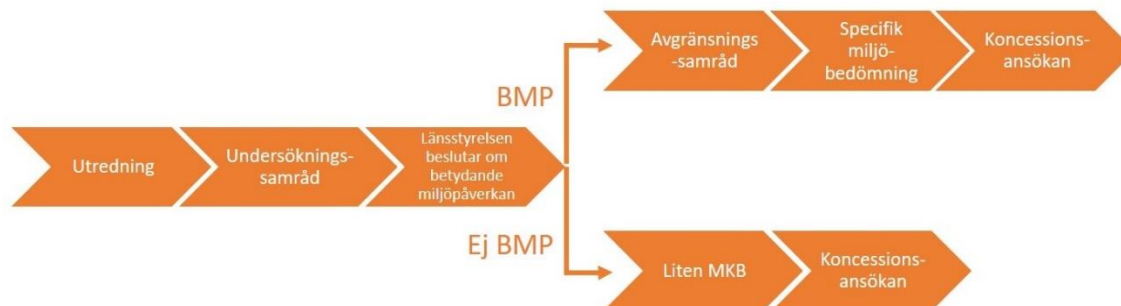 Utredning
Undersöknings-
samråd
Länsstyrelsen
beslutar om
betydande
miljöpåverkan
BMP
Avgränsnings
-samråd
Specifik
miljö-
bedömning
Koncessions-
ansökan
Ej BMP
Liten MKB
Koncessions-
ansökan